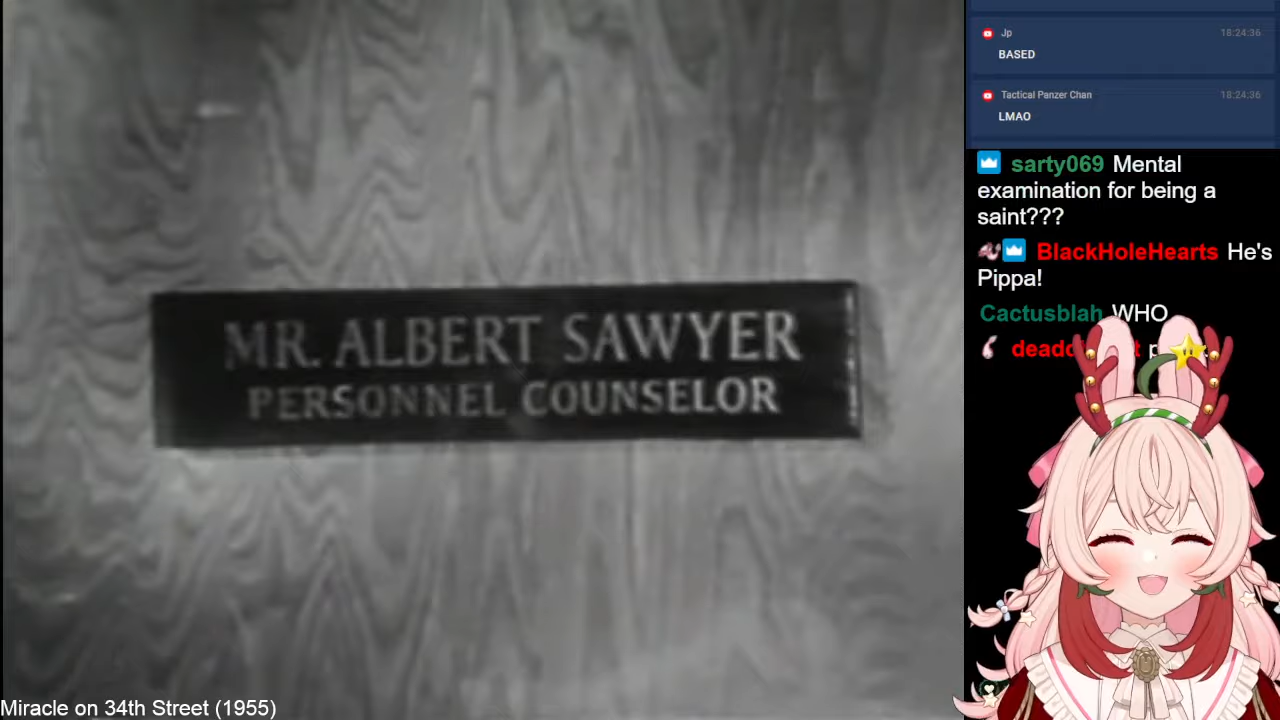 MR. ALBERT SAWYER
PERSONNEL COUNSELOR
Miracle on 34th Street (1955)
Jp 18:24:36
BASED
Tactical Panzer Chan 18:24:36
LMAO
sarty069 Mental
examination for being a
saint???
BlackHoleHearts He's
Pippa!
Cactusblah WHO